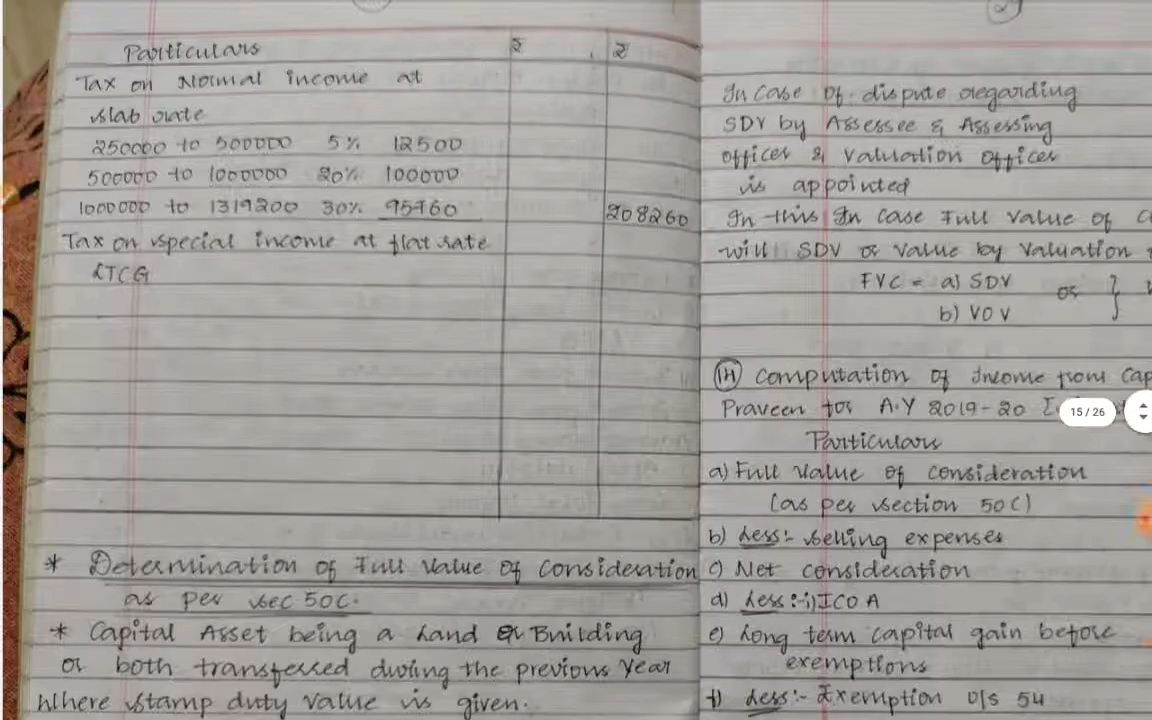 Particulars ₹ ₹
Tax on Normal income at
slab rate
250000 to 500000 5% 12500
500000 to 1000000 20% 100000
1000000 to 1319200 30% 95760 208260
Tax on special income at flat rate
LTCG
* Determination of Full Value of Consideration
as per sec 50C.
* Capital Asset being a Land or Building
or both transferred during the previous year
Where stamp duty value is given.
In case of dispute regarding
SDV by Assessee & Assessing
officer & valuation officer
is appointed
In this In case Full Value of
will SDV or Value by Valuation
FVC = a) SDV or
b) VOV
14 Computation of Income from Cap
Praveen for A.Y 2019-20
15 / 26
Particulars
a) Full Value of Consideration
(as per section 50C)
b) Less:- selling expenses
c) Net consideration
d) Less:- i) ICOA
e) Long term capital gain before
exemptions
f) Less:- Exemption U/s 54